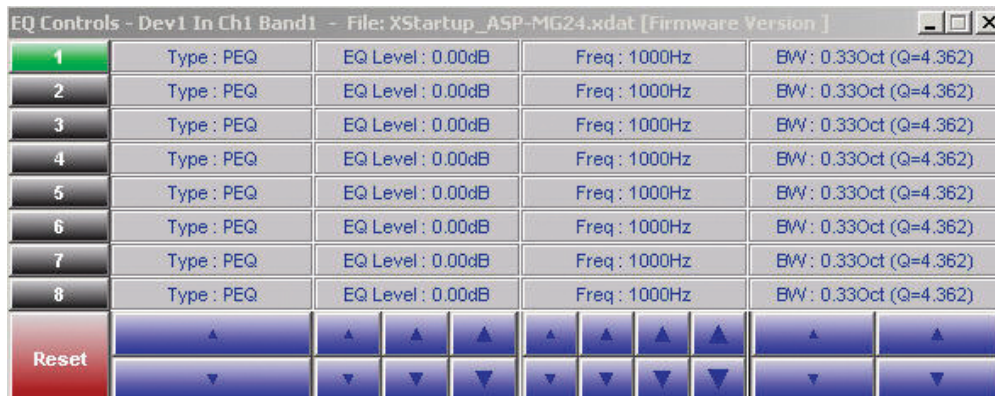 EQ Controls - Dev1 In Ch1 Band1 - File: XStartup_ASP-MG24.xdat [Firmware Version ]
1 Type : PEQ EQ Level : 0.00dB Freq : 1000Hz BW : 0.33Oct (Q=4.362)
2 Type : PEQ EQ Level : 0.00dB Freq : 1000Hz BW : 0.33Oct (Q=4.362)
3 Type : PEQ EQ Level : 0.00dB Freq : 1000Hz BW : 0.33Oct (Q=4.362)
4 Type : PEQ EQ Level : 0.00dB Freq : 1000Hz BW : 0.33Oct (Q=4.362)
5 Type : PEQ EQ Level : 0.00dB Freq : 1000Hz BW : 0.33Oct (Q=4.362)
6 Type : PEQ EQ Level : 0.00dB Freq : 1000Hz BW : 0.33Oct (Q=4.362)
7 Type : PEQ EQ Level : 0.00dB Freq : 1000Hz BW : 0.33Oct (Q=4.362)
8 Type : PEQ EQ Level : 0.00dB Freq : 1000Hz BW : 0.33Oct (Q=4.362)
Reset